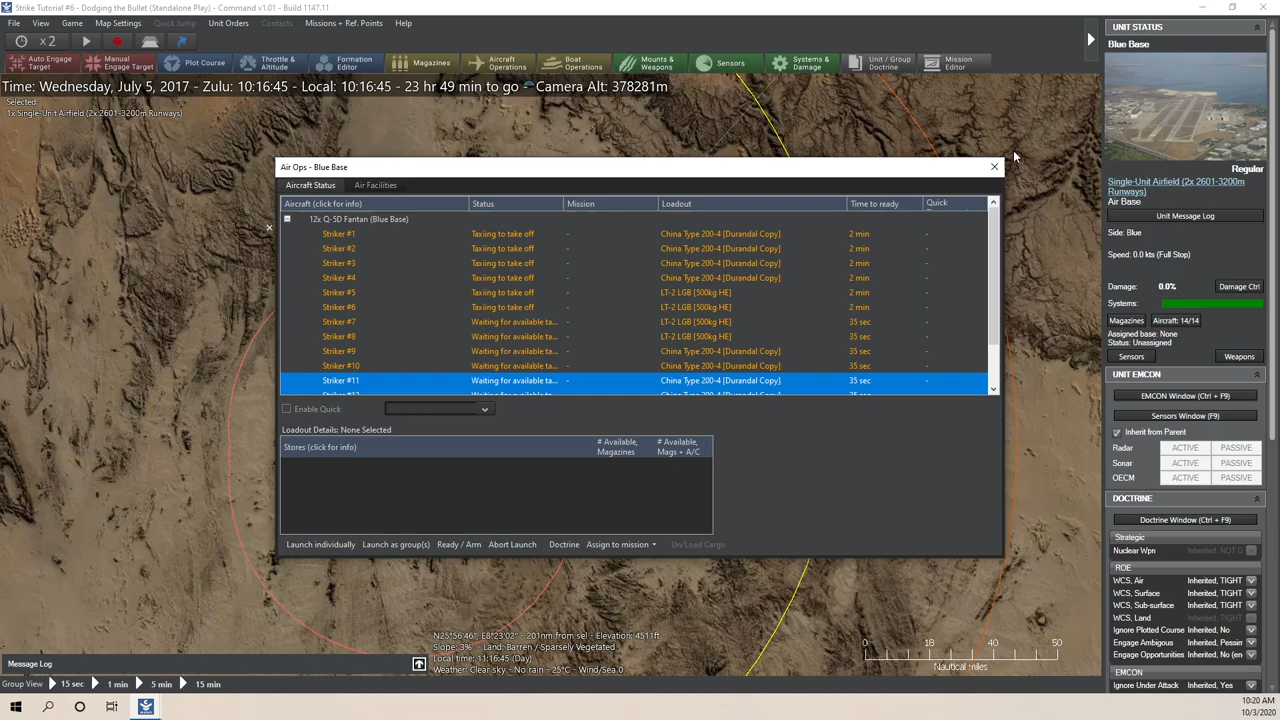 Strike Tutorial #6 - Dodging the Bullet (Standalone Play) - Command v1.01 - Build 1147.11
File View Game Map Settings Quick Jump Unit Orders Contacts Missions + Ref. Points Help
x 2
Auto Engage Target Manual Engage Target Plot Course Throttle & Altitude Formation Editor Magazines Aircraft Operations Boat Operations Mounts & Weapons Sensors Systems & Damage Unit / Group Doctrine Mission Editor
Time: Wednesday, July 5, 2017 - Zulu: 10:16:45 - Local: 10:16:45 - 23 hr 49 min to go - Camera Alt: 378281m
Selected:
1x Single-Unit Airfield (2x 2601-3200m Runways)
Air Ops - Blue Base
Aircraft Status Air Facilities
Aircraft (click for info) Status Mission Loadout Time to ready Quick
12x Q-5D Fantan (Blue Base)
Striker #1 Taxiing to take off - China Type 200-4 [Durandal Copy] 2 min -
Striker #2 Taxiing to take off - China Type 200-4 [Durandal Copy] 2 min -
Striker #3 Taxiing to take off - China Type 200-4 [Durandal Copy] 2 min -
Striker #4 Taxiing to take off - China Type 200-4 [Durandal Copy] 2 min -
Striker #5 Taxiing to take off - LT-2 LGB [500kg HE] 2 min -
Striker #6 Taxiing to take off - LT-2 LGB [500kg HE] 2 min -
Striker #7 Waiting for available ta... - LT-2 LGB [500kg HE] 35 sec -
Striker #8 Waiting for available ta... - LT-2 LGB [500kg HE] 35 sec -
Striker #9 Waiting for available ta... - China Type 200-4 [Durandal Copy] 35 sec -
Striker #10 Waiting for available ta... - China Type 200-4 [Durandal Copy] 35 sec -
Striker #11 Waiting for available ta... - China Type 200-4 [Durandal Copy] 35 sec -
Enable Quick
Loadout Details: None Selected
Stores (click for info) # Available, Magazines # Available, Mags + A/C
Launch individually Launch as group(s) Ready / Arm Abort Launch Doctrine Assign to mission Un/Load Cargo
N25°56'46", E8°23'02" - 201nm from sel - Elevation: 4511ft
Slope: 3% - Land: Barren / Sparsely Vegetated
Local time: 11:16:45 (Day)
Weather: Clear sky - No rain - 25°C - Wind/Sea 0
0 18 40 50
Nautical miles
Message Log
Group View 15 sec 1 min 5 min 15 min
UNIT STATUS
Blue Base
Regular
Single-Unit Airfield (2x 2601-3200m
Runways)
Air Base
Unit Message Log
Side: Blue
Speed: 0.0 kts (Full Stop)
Damage: 0.0% Damage Ctrl
Systems:
Magazines Aircraft: 14/14
Assigned base: None
Status: Unassigned
Sensors Weapons
UNIT EMCON
EMCON Window (Ctrl + F9)
Sensors Window (F9)
Inherit from Parent
Radar ACTIVE PASSIVE
Sonar ACTIVE PASSIVE
OECM ACTIVE PASSIVE
DOCTRINE
Doctrine Window (Ctrl + F9)
Strategic
Nuclear Wpn Inherited, NOT G
ROE
WCS, Air Inherited, TIGHT
WCS, Surface Inherited, TIGHT
WCS, Sub-surface Inherited, TIGHT
WCS, Land Inherited, TIGHT
Ignore Plotted Course Inherited, No
Engage Ambiguous Inherited, Pessin
Engage Opportunities Inherited, No (en
EMCON
Ignore Under Attack Inherited, Yes
10:20 AM
10/3/2020